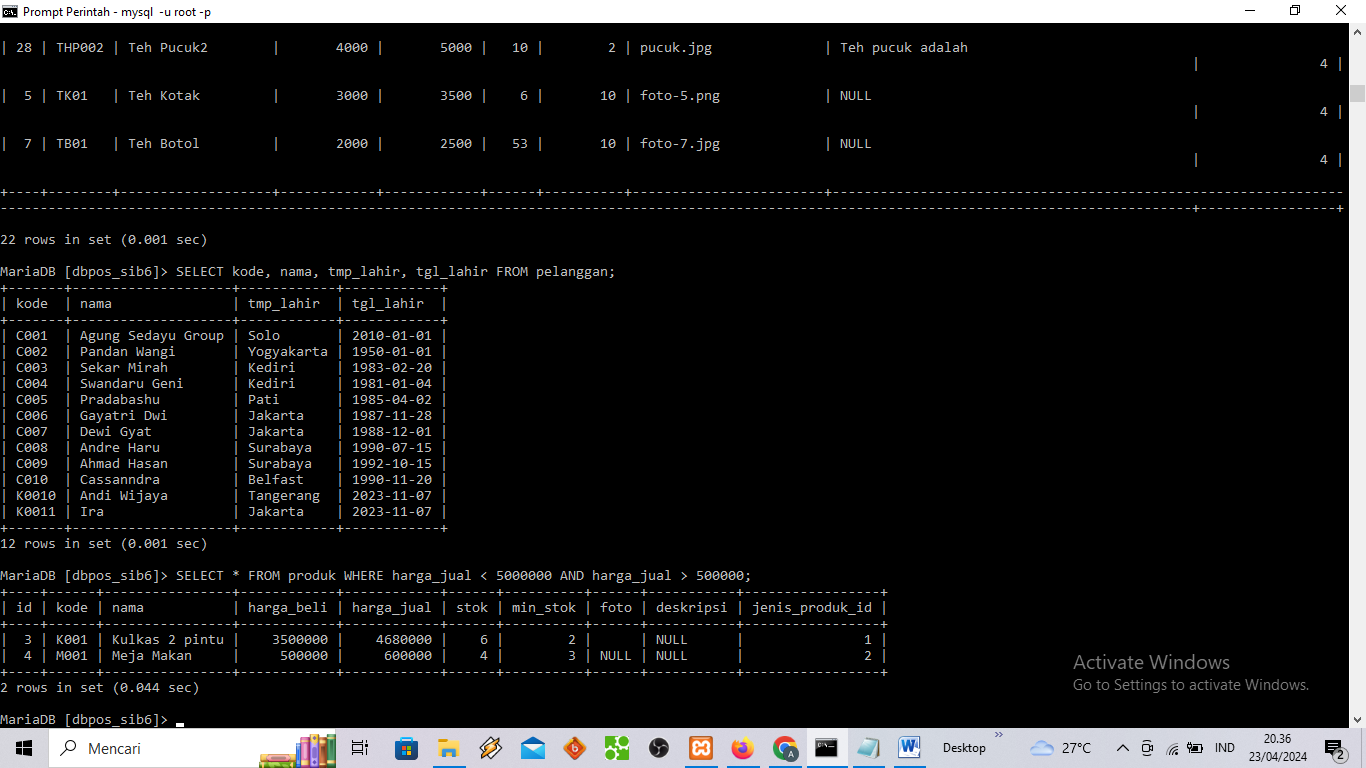 Prompt Perintah - mysql -u root -p
| 28 | THP002 | Teh Pucuk2        |       4000 |       5000 |   10 |        2 | pucuk.jpg              | Teh pucuk adalah
|               4 |
|  5 | TK01   | Teh Kotak         |       3000 |       3500 |    6 |       10 | foto-5.png             | NULL
|               4 |
|  7 | TB01   | Teh Botol         |       2000 |       2500 |   53 |       10 | foto-7.jpg             | NULL
|               4 |
22 rows in set (0.001 sec)
MariaDB [dbpos_sib6]> SELECT kode, nama, tmp_lahir, tgl_lahir FROM pelanggan;
+-------+--------------------+------------+------------+
| kode  | nama               | tmp_lahir  | tgl_lahir  |
+-------+--------------------+------------+------------+
| C001  | Agung Sedayu Group | Solo       | 2010-01-01 |
| C002  | Pandan Wangi       | Yogyakarta | 1950-01-01 |
| C003  | Sekar Mirah        | Kediri     | 1983-02-20 |
| C004  | Swandaru Geni      | Kediri     | 1981-01-04 |
| C005  | Pradabashu         | Pati       | 1985-04-02 |
| C006  | Gayatri Dwi        | Jakarta    | 1987-11-28 |
| C007  | Dewi Gyat          | Jakarta    | 1988-12-01 |
| C008  | Andre Haru         | Surabaya   | 1990-07-15 |
| C009  | Ahmad Hasan        | Surabaya   | 1992-10-15 |
| C010  | Cassanndra         | Belfast    | 1990-11-20 |
| K0010 | Andi Wijaya        | Tangerang  | 2023-11-07 |
| K0011 | Ira                | Jakarta    | 2023-11-07 |
+-------+--------------------+------------+------------+
12 rows in set (0.001 sec)
MariaDB [dbpos_sib6]> SELECT * FROM produk WHERE harga_jual < 5000000 AND harga_jual > 500000;
+----+------+----------------+------------+------------+------+----------+------+-----------+-----------------+
| id | kode | nama           | harga_beli | harga_jual | stok | min_stok | foto | deskripsi | jenis_produk_id |
+----+------+----------------+------------+------------+------+----------+------+-----------+-----------------+
|  3 | K001 | Kulkas 2 pintu |    3500000 |    4680000 |    6 |        2 |      | NULL      |               1 |
|  4 | M001 | Meja Makan     |     500000 |     600000 |    4 |        3 | NULL | NULL      |               2 |
+----+------+----------------+------------+------------+------+----------+------+-----------+-----------------+
2 rows in set (0.044 sec)
MariaDB [dbpos_sib6]>
Activate Windows
Go to Settings to activate Windows.
Mencari
Desktop
27°C
IND
20.36
23/04/2024
2